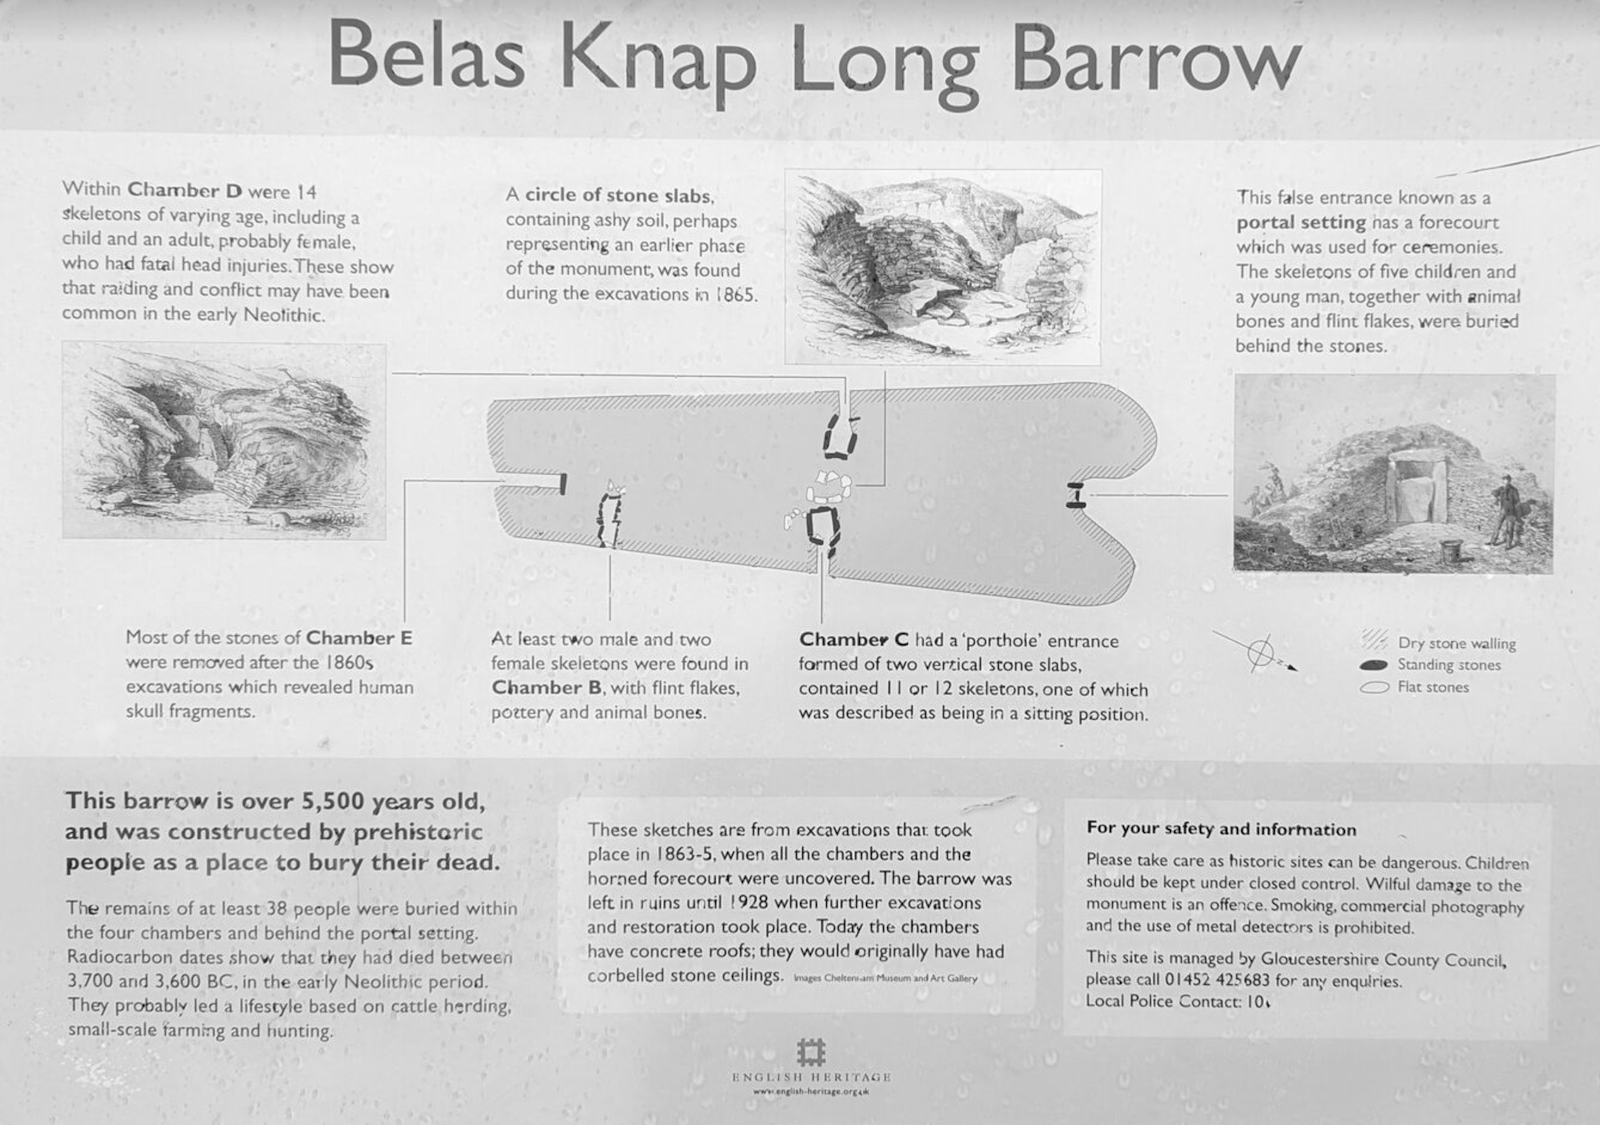 Belas Knap Long Barrow
Within Chamber D were 14
skeletons of varying age, including a
child and an adult, probably female,
who had fatal head injuries. These show
that raiding and conflict may have been
common in the early Neolithic.
A circle of stone slabs,
containing ashy soil, perhaps
representing an earlier phase
of the monument, was found
during the excavations in 1865.
This false entrance known as a
portal setting has a forecourt
which was used for ceremonies.
The skeletons of five children and
a young man, together with animal
bones and flint flakes, were buried
behind the stones.
Most of the stones of Chamber E
were removed after the 1860s
excavations which revealed human
skull fragments.
At least two male and two
female skeletons were found in
Chamber B, with flint flakes,
pottery and animal bones.
Chamber C had a 'porthole' entrance
formed of two vertical stone slabs,
contained 11 or 12 skeletons, one of which
was described as being in a sitting position.
Dry stone walling
Standing stones
Flat stones
This barrow is over 5,500 years old,
and was constructed by prehistoric
people as a place to bury their dead.
The remains of at least 38 people were buried within
the four chambers and behind the portal setting.
Radiocarbon dates show that they had died between
3,700 and 3,600 BC, in the early Neolithic period.
They probably led a lifestyle based on cattle herding,
small-scale farming and hunting.
These sketches are from excavations that took
place in 1863-5, when all the chambers and the
horned forecourt were uncovered. The barrow was
left in ruins until 1928 when further excavations
and restoration took place. Today the chambers
have concrete roofs; they would originally have had
corbelled stone ceilings. Images Cheltenham Museum and Art Gallery
For your safety and information
Please take care as historic sites can be dangerous. Children
should be kept under closed control. Wilful damage to the
monument is an offence. Smoking, commercial photography
and the use of metal detectors is prohibited.
This site is managed by Gloucestershire County Council,
please call 01452 425683 for any enquiries.
Local Police Contact:
ENGLISH HERITAGE
www.english-heritage.org.uk